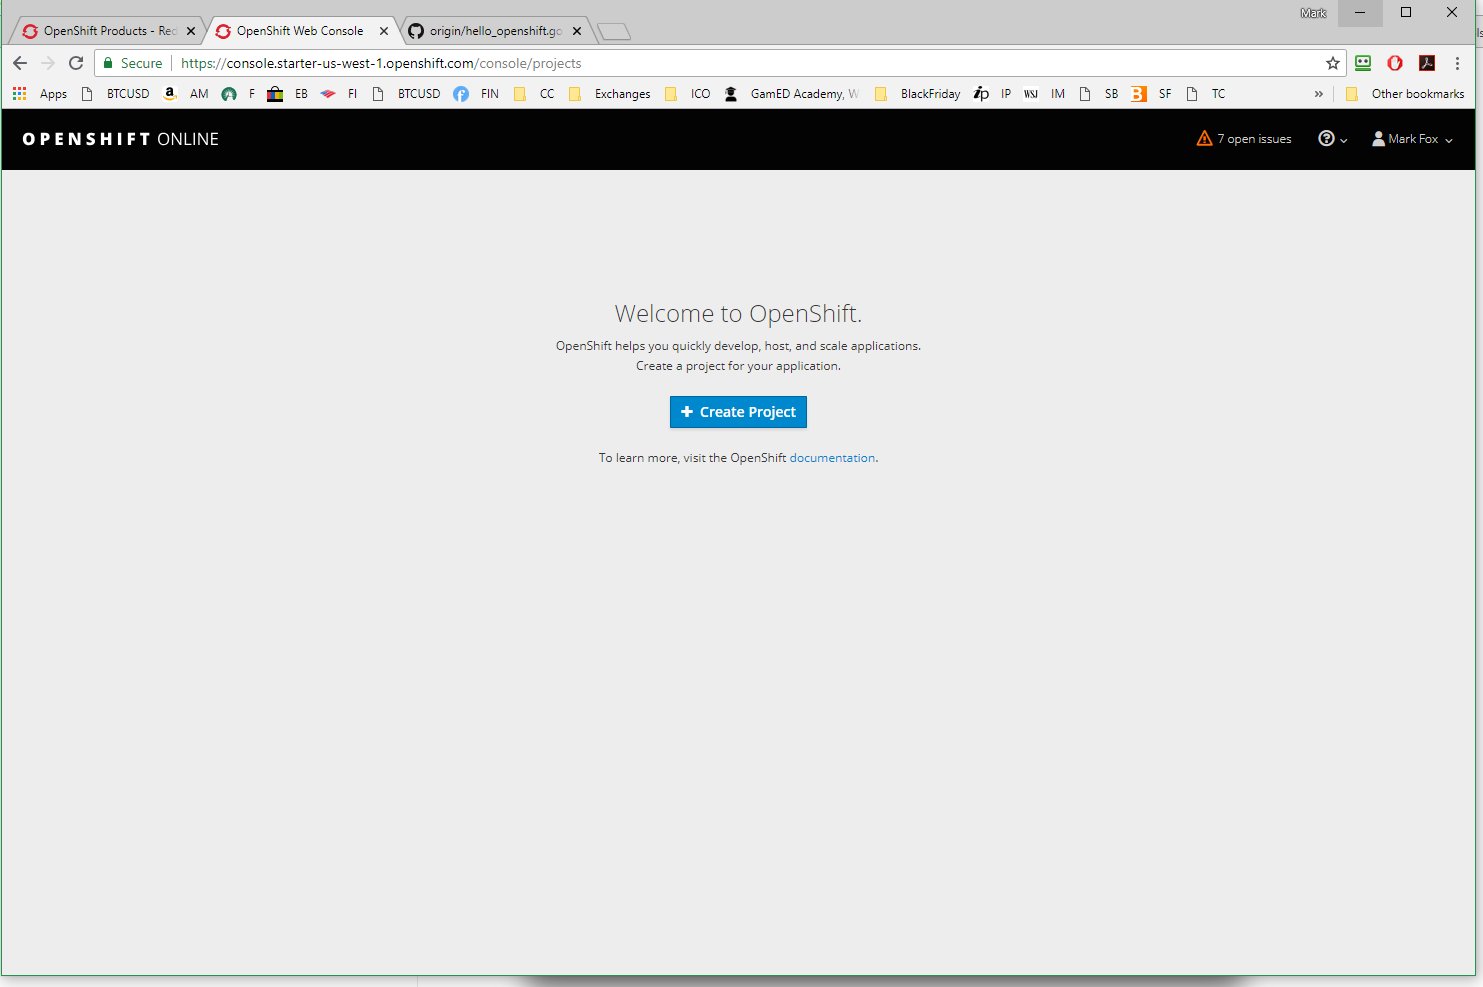 Mark
OpenShift Products - Red
OpenShift Web Console
origin/hello_openshift.go
Secure
https://console.starter-us-west-1.openshift.com/console/projects
Apps BTCUSD AM F EB FI BTCUSD FIN CC Exchanges ICO GamED Academy, W BlackFriday ip IP WSJ IM SB B SF TC » Other bookmarks
OPENSHIFT ONLINE
7 open issues
Mark Fox
Welcome to OpenShift.
OpenShift helps you quickly develop, host, and scale applications.
Create a project for your application.
Create Project
To learn more, visit the OpenShift documentation.